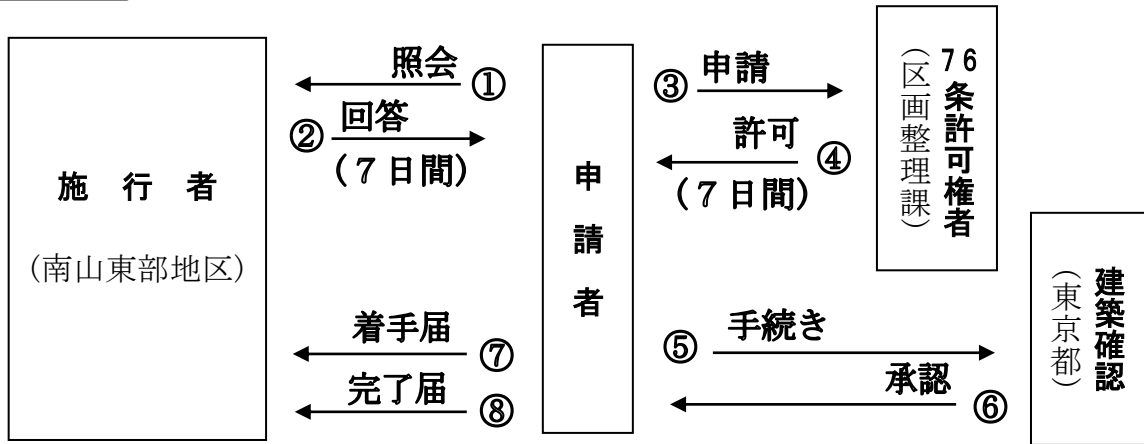 施行者
(南山東部地区)
照会
①
②
回答
(7日間)
着手届
⑦
完了届
⑧
申請者
③
申請
許可
④
(7日間)
⑤
手続き
承認
⑥
76条許可権者
(区画整理課)
建築確認
(東京都)